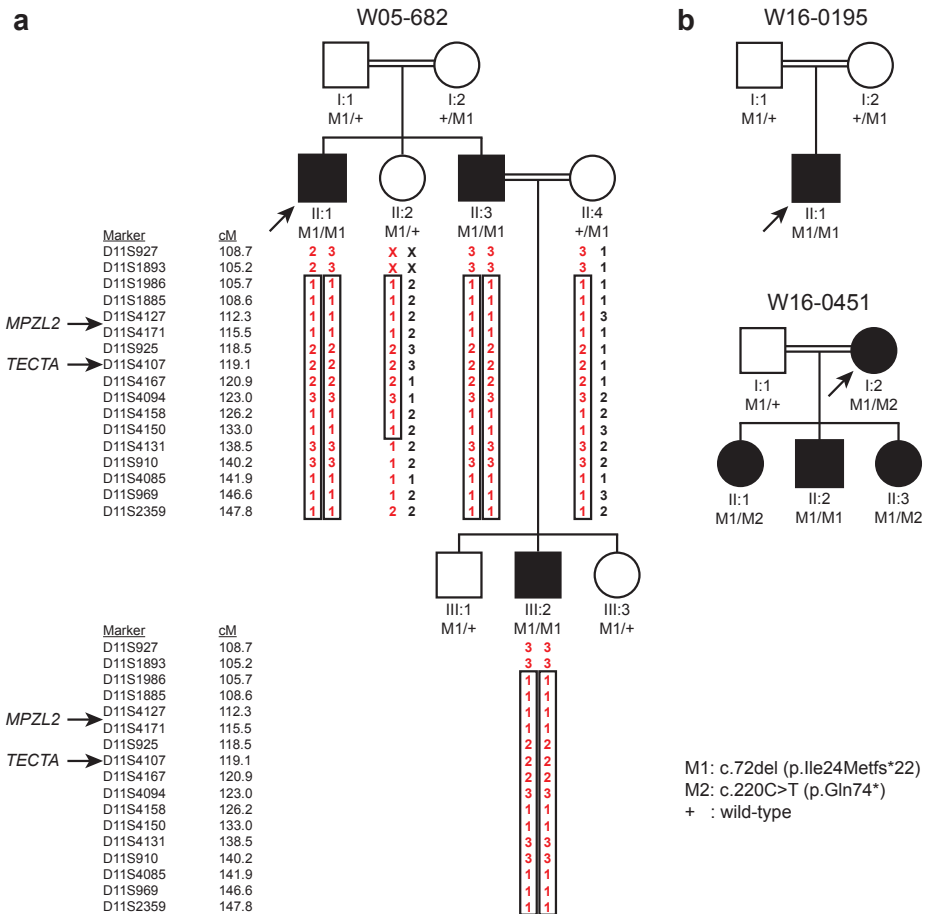 a
W05-682
I:1
I:2
M1/+
+/M1
II:1
II:2
II:3
II:4
M1/M1
M1/+
M1/M1
+/M1
Marker cM
D11S927 108.7 2 3 X X 3 3 3 1
D11S1893 105.2 2 3 X X 3 3 3 1
D11S1986 105.7 1 1 1 2 1 1 1 1
D11S1885 108.6 1 1 1 2 1 1 1 1
D11S4127 112.3 1 1 1 2 1 1 1 3
MPZL2
D11S4171 115.5 1 1 1 2 1 1 1 1
D11S925 118.5 2 2 2 3 2 2 2 1
TECTA
D11S4107 119.1 2 2 2 3 2 2 2 1
D11S4167 120.9 2 2 2 1 2 2 2 1
D11S4094 123.0 3 3 3 1 3 3 3 2
D11S4158 126.2 1 1 1 2 1 1 1 1
D11S4150 133.0 1 1 1 2 1 1 1 3
D11S4131 138.5 3 3 1 2 3 3 3 2
D11S910 140.2 3 3 1 2 3 3 3 2
D11S4085 141.9 1 1 1 1 1 1 1 2
D11S969 146.6 1 1 1 2 1 1 1 3
D11S2359 147.8 1 1 2 2 1 1 1 2
III:1
III:2
III:3
M1/+
M1/M1
M1/+
Marker cM
D11S927 108.7 3 3
D11S1893 105.2 3 3
D11S1986 105.7 1 1
D11S1885 108.6 1 1
D11S4127 112.3 1 1
MPZL2
D11S4171 115.5 1 1
D11S925 118.5 2 2
TECTA
D11S4107 119.1 2 2
D11S4167 120.9 2 2
D11S4094 123.0 3 3
D11S4158 126.2 1 1
D11S4150 133.0 1 1
D11S4131 138.5 3 3
D11S910 140.2 3 3
D11S4085 141.9 1 1
D11S969 146.6 1 1
D11S2359 147.8 1 1
b
W16-0195
I:1
I:2
M1/+
+/M1
II:1
M1/M1
W16-0451
I:1
I:2
M1/+
M1/M2
II:1
II:2
II:3
M1/M2
M1/M1
M1/M2
M1: c.72del (p.Ile24Metfs*22)
M2: c.220C>T (p.Gln74*)
+ : wild-type